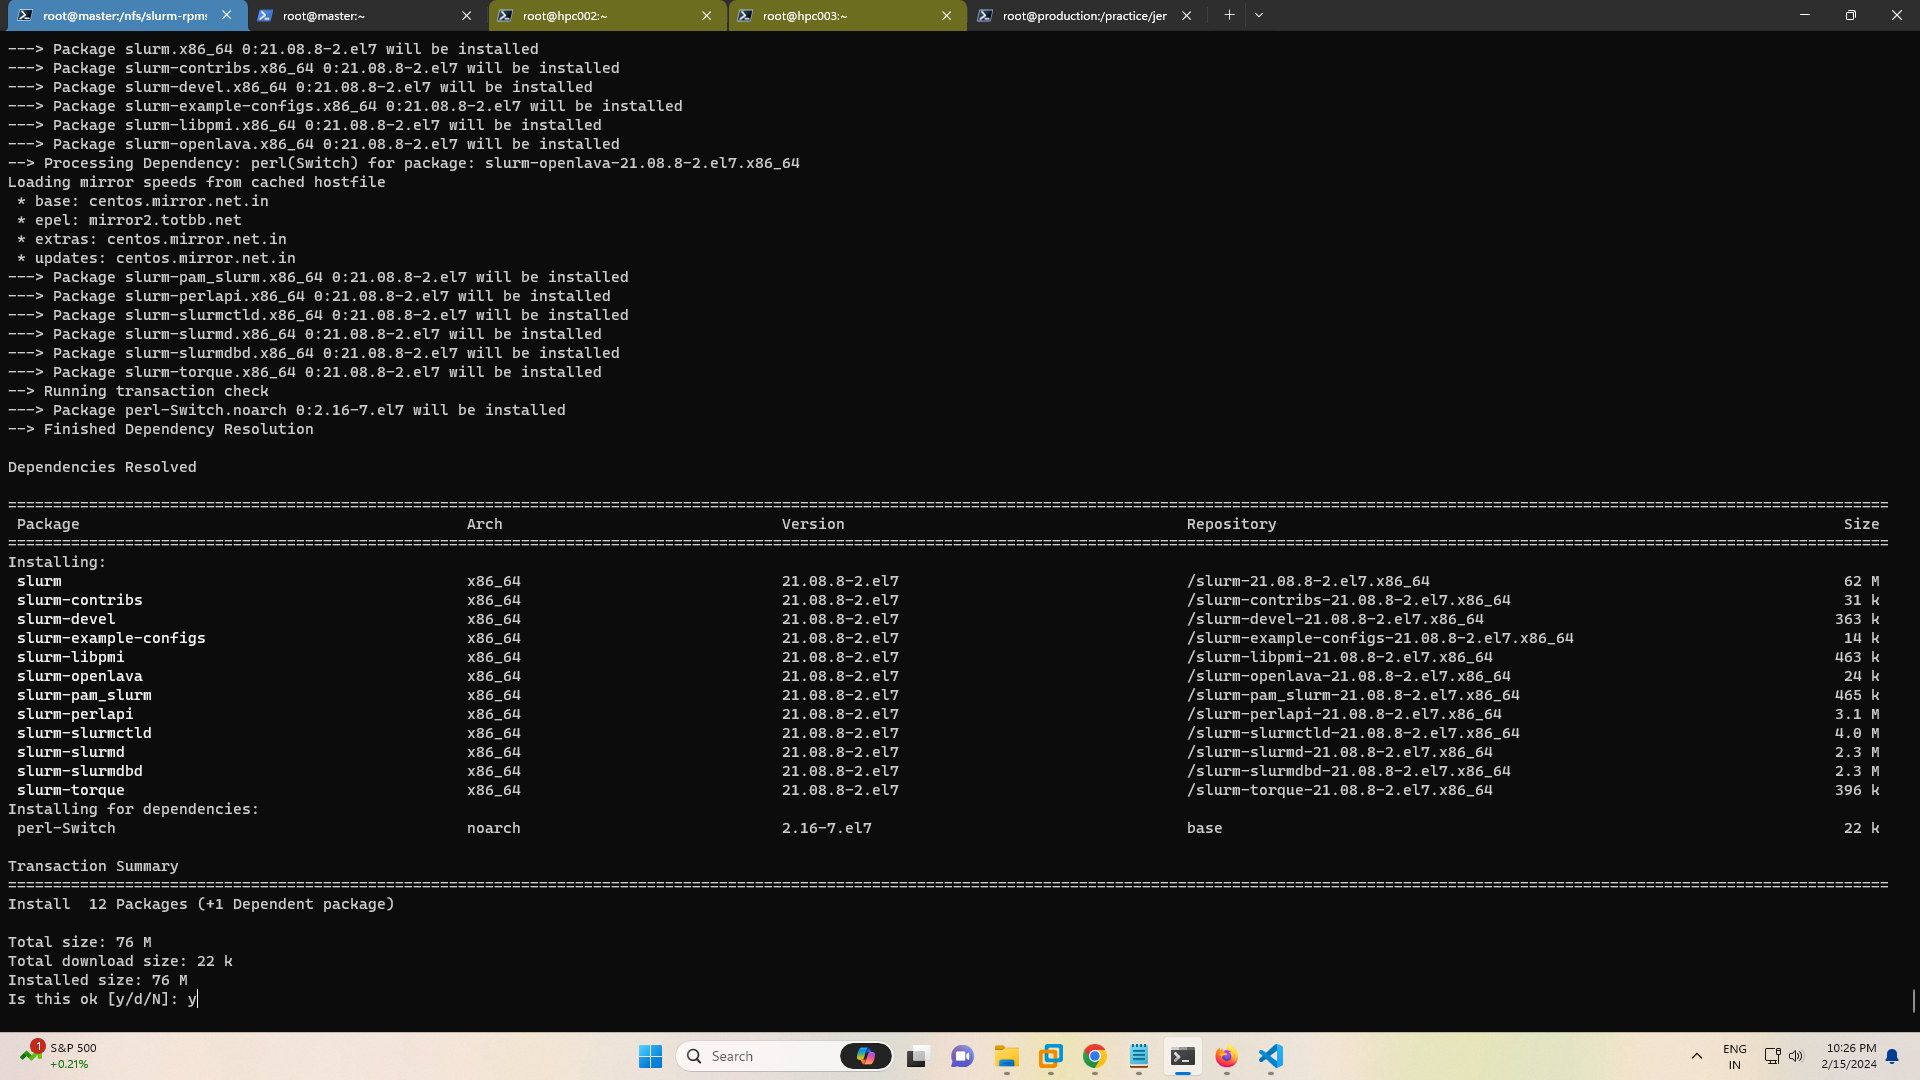 root@master:/nfs/slurm-rpms
root@master:~
root@hpc002:~
root@hpc003:~
root@production:/practice/jer
---> Package slurm.x86_64 0:21.08.8-2.el7 will be installed
---> Package slurm-contribs.x86_64 0:21.08.8-2.el7 will be installed
---> Package slurm-devel.x86_64 0:21.08.8-2.el7 will be installed
---> Package slurm-example-configs.x86_64 0:21.08.8-2.el7 will be installed
---> Package slurm-libpmi.x86_64 0:21.08.8-2.el7 will be installed
---> Package slurm-openlava.x86_64 0:21.08.8-2.el7 will be installed
--> Processing Dependency: perl(Switch) for package: slurm-openlava-21.08.8-2.el7.x86_64
Loading mirror speeds from cached hostfile
 * base: centos.mirror.net.in
 * epel: mirror2.totbb.net
 * extras: centos.mirror.net.in
 * updates: centos.mirror.net.in
---> Package slurm-pam_slurm.x86_64 0:21.08.8-2.el7 will be installed
---> Package slurm-perlapi.x86_64 0:21.08.8-2.el7 will be installed
---> Package slurm-slurmctld.x86_64 0:21.08.8-2.el7 will be installed
---> Package slurm-slurmd.x86_64 0:21.08.8-2.el7 will be installed
---> Package slurm-slurmdbd.x86_64 0:21.08.8-2.el7 will be installed
---> Package slurm-torque.x86_64 0:21.08.8-2.el7 will be installed
--> Running transaction check
---> Package perl-Switch.noarch 0:2.16-7.el7 will be installed
--> Finished Dependency Resolution
Dependencies Resolved
Package Arch Version Repository Size
Installing:
slurm x86_64 21.08.8-2.el7 /slurm-21.08.8-2.el7.x86_64 62 M
slurm-contribs x86_64 21.08.8-2.el7 /slurm-contribs-21.08.8-2.el7.x86_64 31 k
slurm-devel x86_64 21.08.8-2.el7 /slurm-devel-21.08.8-2.el7.x86_64 363 k
slurm-example-configs x86_64 21.08.8-2.el7 /slurm-example-configs-21.08.8-2.el7.x86_64 14 k
slurm-libpmi x86_64 21.08.8-2.el7 /slurm-libpmi-21.08.8-2.el7.x86_64 463 k
slurm-openlava x86_64 21.08.8-2.el7 /slurm-openlava-21.08.8-2.el7.x86_64 24 k
slurm-pam_slurm x86_64 21.08.8-2.el7 /slurm-pam_slurm-21.08.8-2.el7.x86_64 465 k
slurm-perlapi x86_64 21.08.8-2.el7 /slurm-perlapi-21.08.8-2.el7.x86_64 3.1 M
slurm-slurmctld x86_64 21.08.8-2.el7 /slurm-slurmctld-21.08.8-2.el7.x86_64 4.0 M
slurm-slurmd x86_64 21.08.8-2.el7 /slurm-slurmd-21.08.8-2.el7.x86_64 2.3 M
slurm-slurmdbd x86_64 21.08.8-2.el7 /slurm-slurmdbd-21.08.8-2.el7.x86_64 2.3 M
slurm-torque x86_64 21.08.8-2.el7 /slurm-torque-21.08.8-2.el7.x86_64 396 k
Installing for dependencies:
perl-Switch noarch 2.16-7.el7 base 22 k
Transaction Summary
Install 12 Packages (+1 Dependent package)
Total size: 76 M
Total download size: 22 k
Installed size: 76 M
Is this ok [y/d/N]: y
1
S&P 500
+0.21%
Search
ENG
IN
10:26 PM
2/15/2024